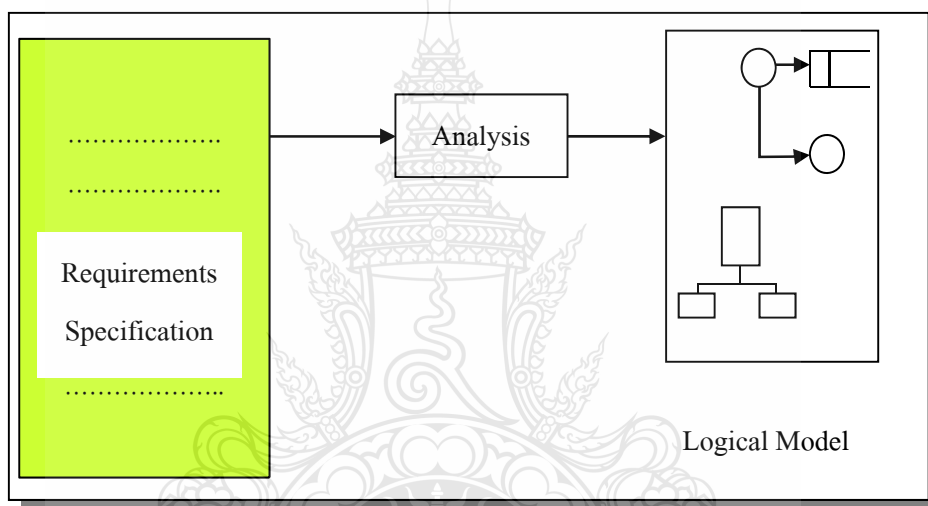 ………………. 
………………. 
Requirements
Specification
………………..
Analysis
Logical Model